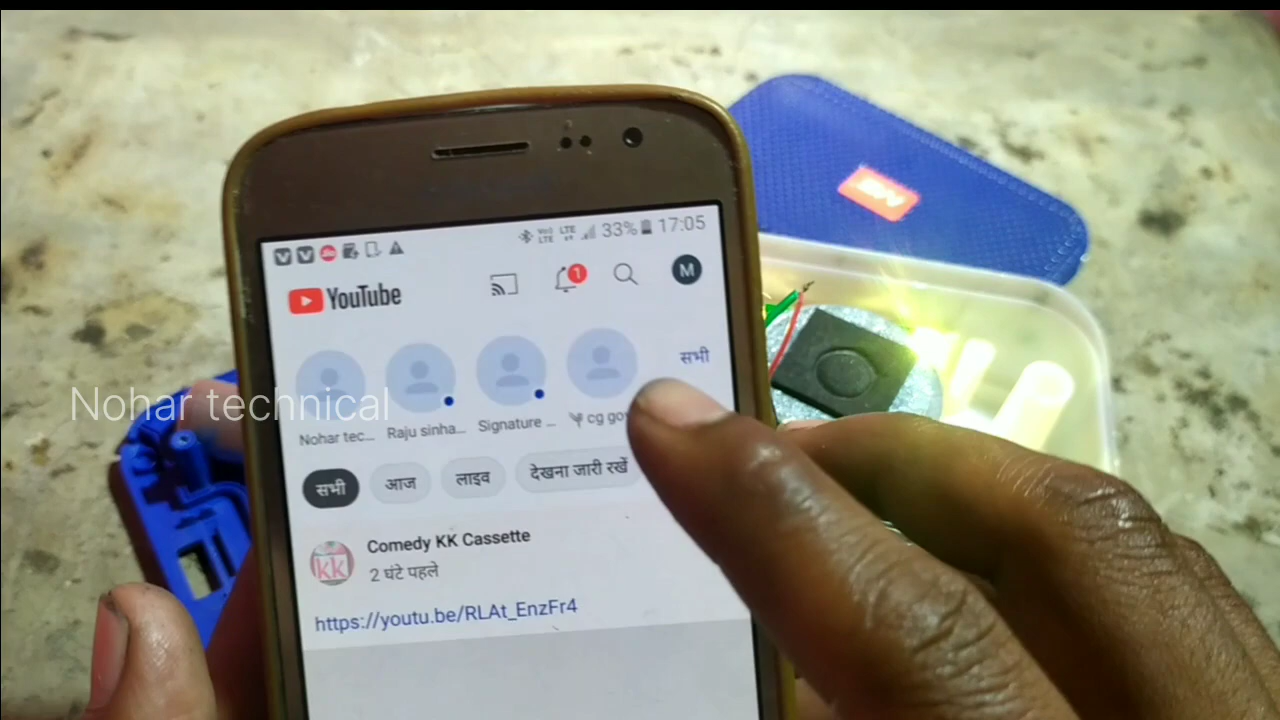 33% 17:05
YouTube
1
M
सभी
Nohar technical
Nohar tec... Raju sinha... Signature ... cg
सभी आज लाइव देखना जारी रखें
Comedy KK Cassette
KK
2 घंटे पहले
https://youtu.be/RLAt_EnzFr4